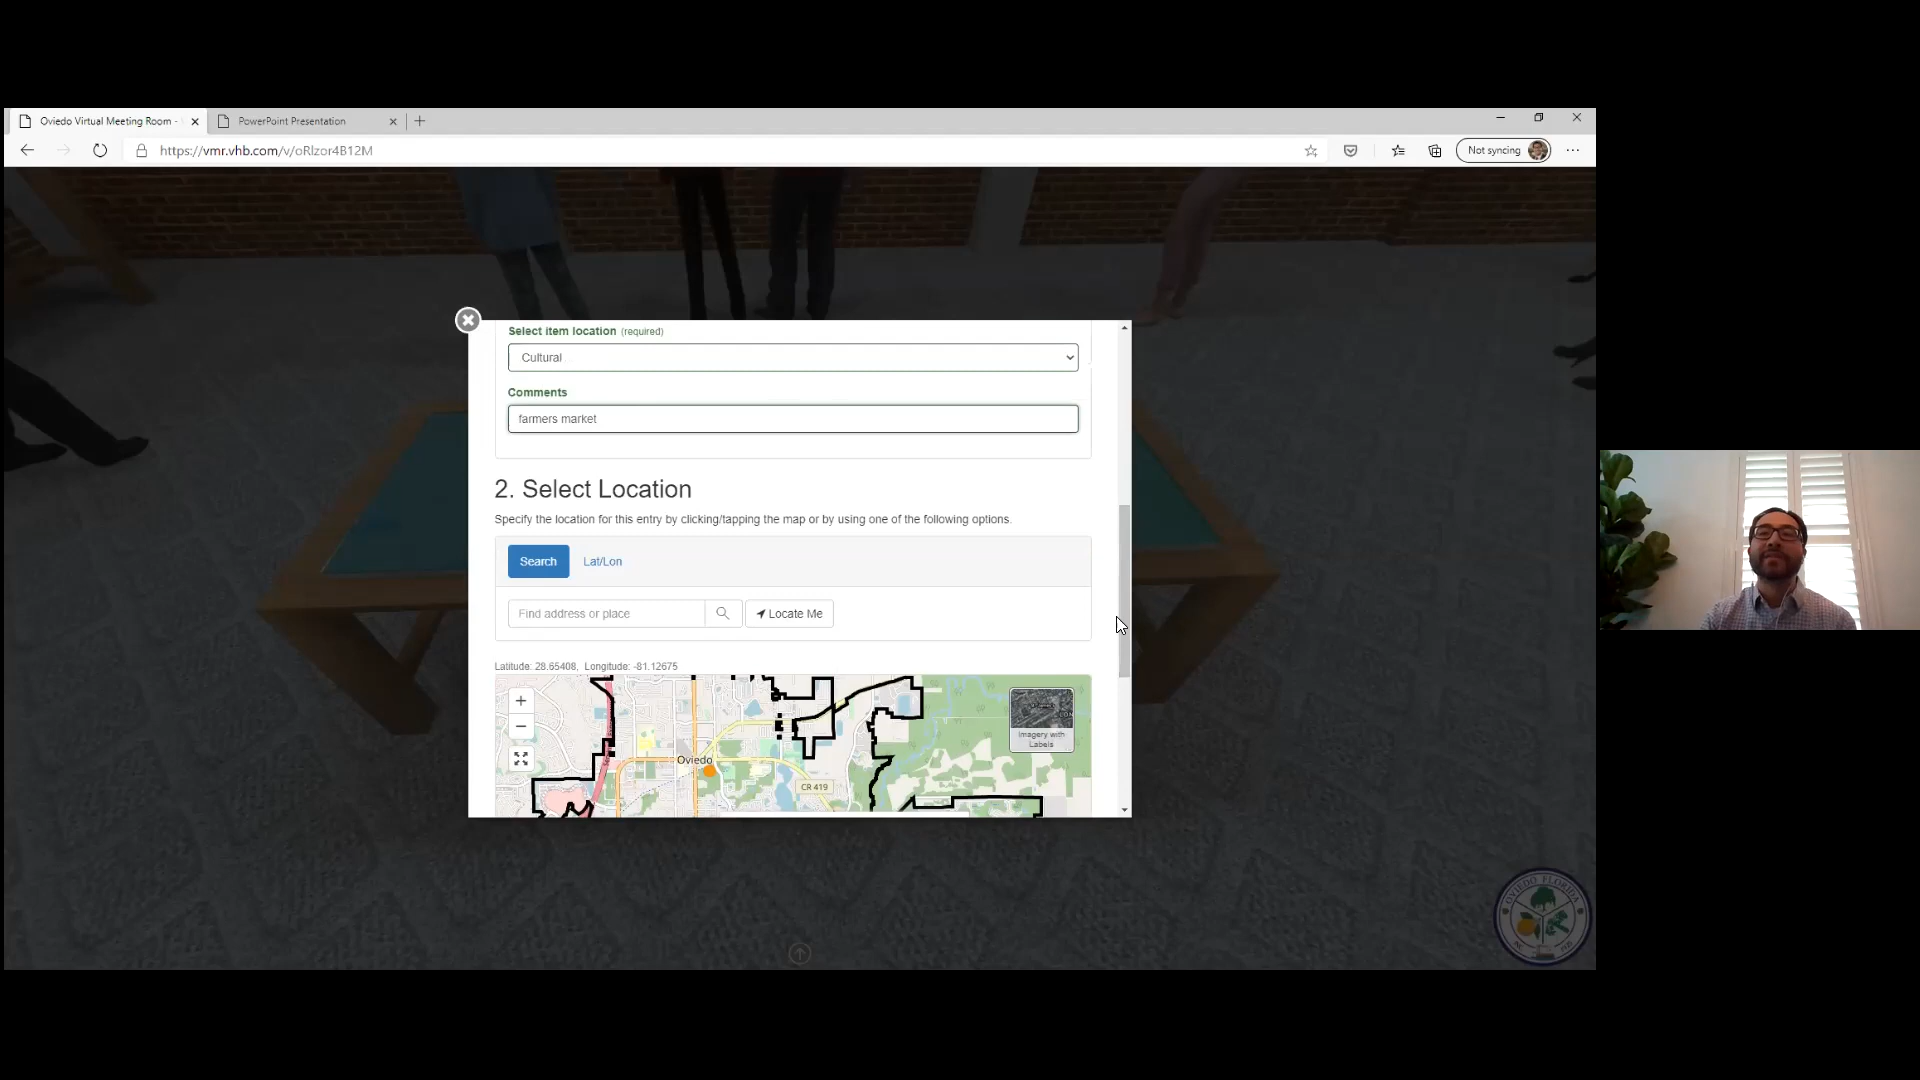 Oviedo Virtual Meeting Room -
PowerPoint Presentation
https://vmr.vhb.com/v/oRlzor4B12M
Not syncing
Select item location (required)
Cultural
Comments
farmers market
2. Select Location
Specify the location for this entry by clicking/tapping the map or by using one of the following options.
Search
Lat/Lon
Find address or place
Locate Me
Latitude: 28.65408, Longitude: -81.12675
Imagery with
Labels
Oviedo
CR 419
OVIEDO FLORIDA